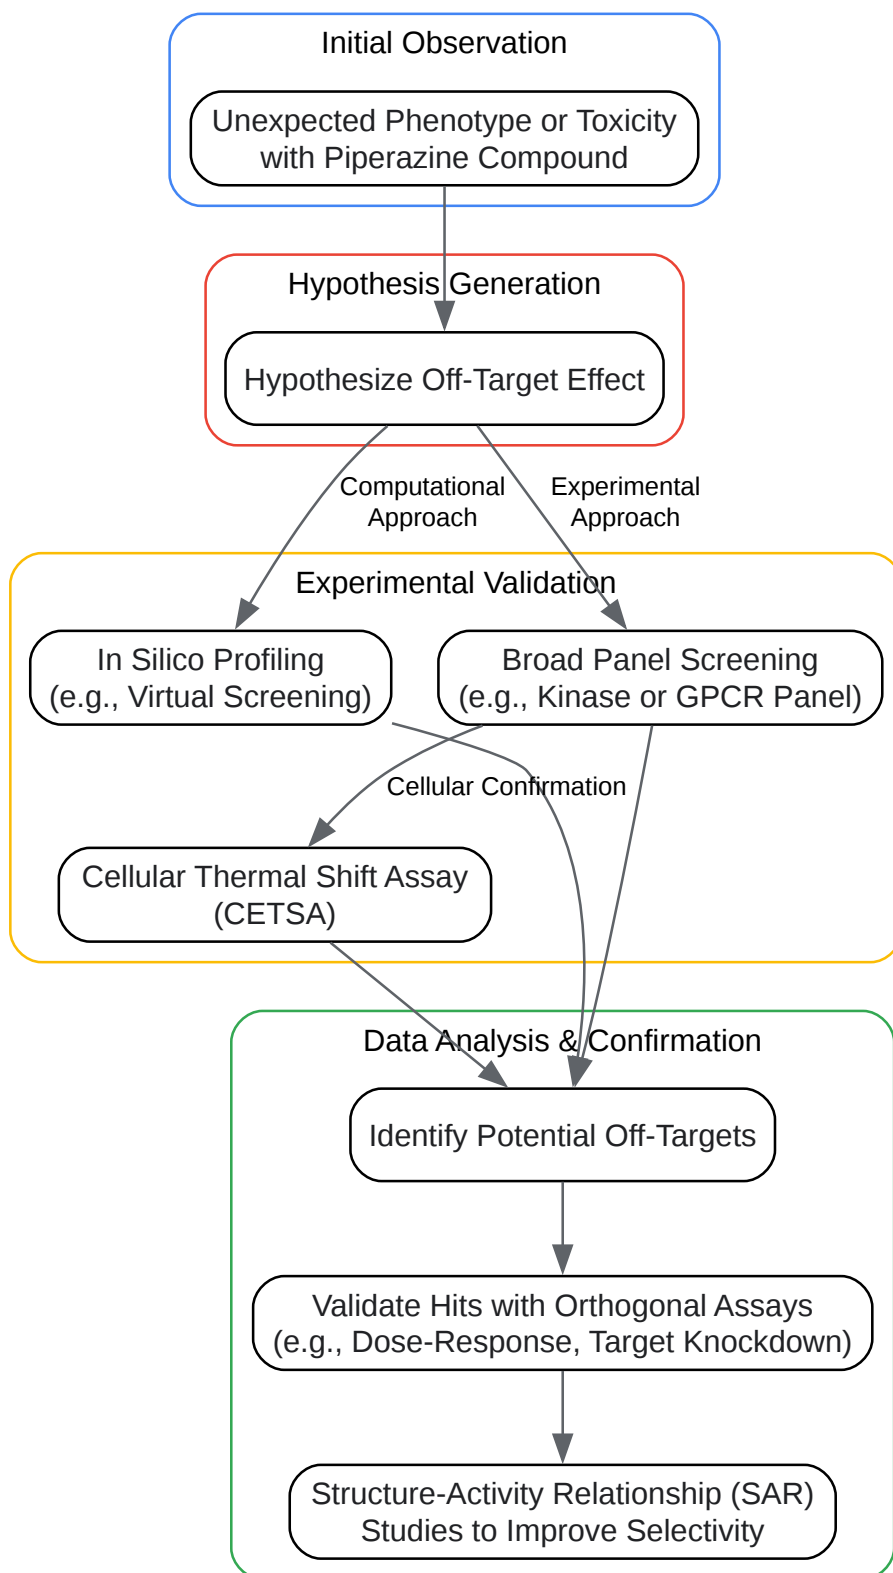 Initial Observation
Unexpected Phenotype or Toxicity
with Piperazine Compound
Hypothesis Generation
Hypothesize Off-Target Effect
Computational
Approach
Experimental
Approach
Experimental Validation
In Silico Profiling
(e.g., Virtual Screening)
Broad Panel Screening
(e.g., Kinase or GPCR Panel)
Cellular Confirmation
Cellular Thermal Shift Assay
(CETSA)
Data Analysis & Confirmation
Identify Potential Off-Targets
Validate Hits with Orthogonal Assays
(e.g., Dose-Response, Target Knockdown)
Structure-Activity Relationship (SAR)
Studies to Improve Selectivity